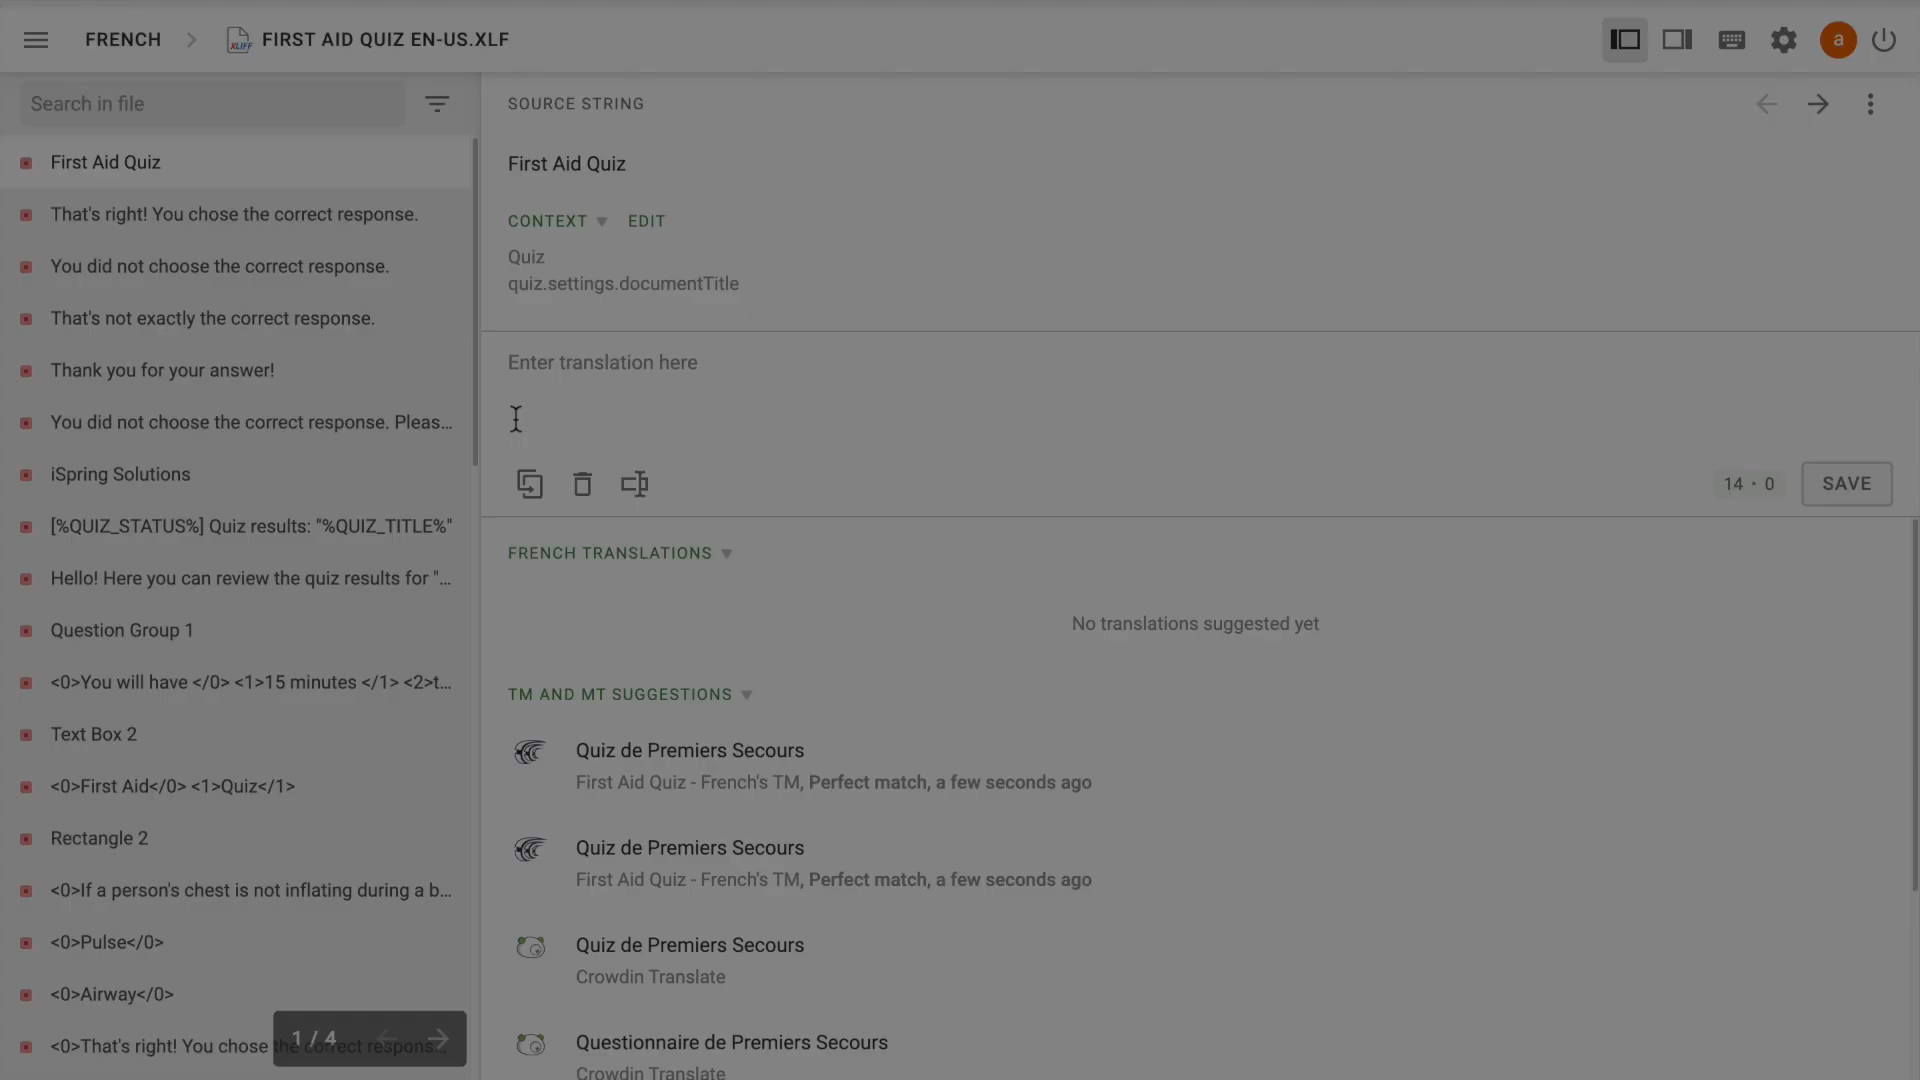 FRENCH
XLIFF
FIRST AID QUIZ EN-US.XLF
a
Search in file
First Aid Quiz
That's right! You chose the correct response.
You did not choose the correct response.
That's not exactly the correct response.
Thank you for your answer!
You did not choose the correct response. Pleas...
iSpring Solutions
[%QUIZ_STATUS%] Quiz results: "%QUIZ_TITLE%"
Hello! Here you can review the quiz results for "...
Question Group 1
<0>You will have </0> <1>15 minutes </1> <2>t...
Text Box 2
<0>First Aid</0> <1>Quiz</1>
Rectangle 2
<0>If a person's chest is not inflating during a b...
<0>Pulse</0>
<0>Airway</0>
<0>That's right! You chose the correct respons...
1 / 4
SOURCE STRING
First Aid Quiz
CONTEXT EDIT
Quiz
quiz.settings.documentTitle
Enter translation here
14 • 0
SAVE
FRENCH TRANSLATIONS
No translations suggested yet
TM AND MT SUGGESTIONS
Quiz de Premiers Secours
First Aid Quiz - French's TM, Perfect match, a few seconds ago
Quiz de Premiers Secours
First Aid Quiz - French's TM, Perfect match, a few seconds ago
Quiz de Premiers Secours
Crowdin Translate
Questionnaire de Premiers Secours
Crowdin Translate